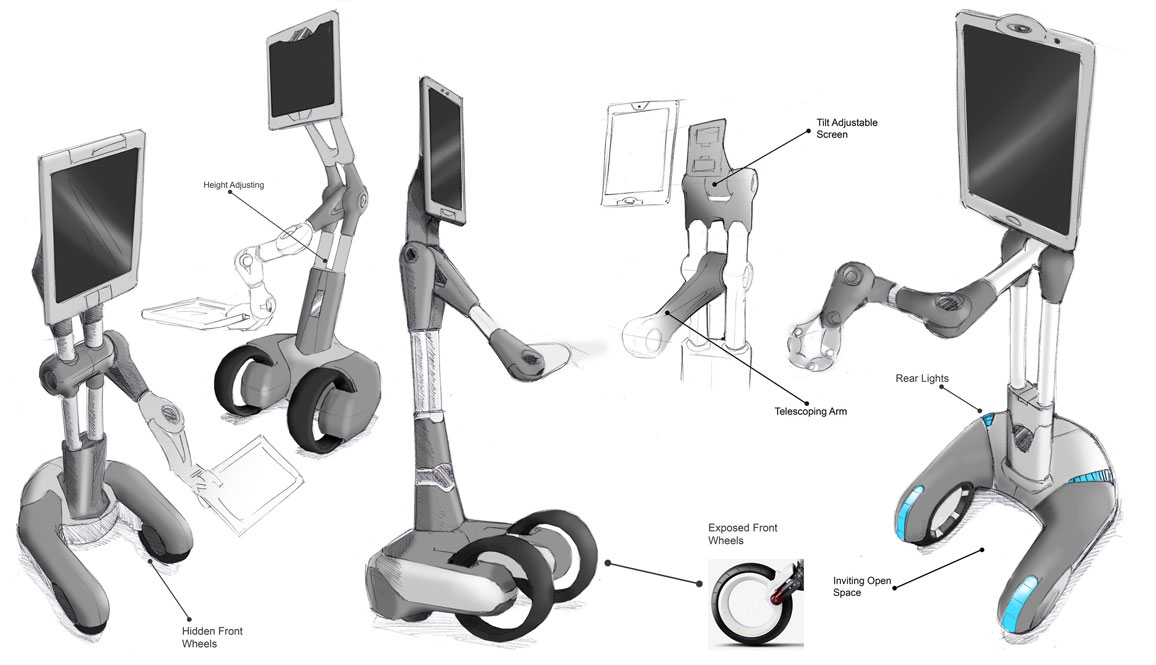 Height Adjusting
Tilt Adjustable
Screen
Telescoping Arm
Rear Lights
Exposed Front
Wheels
Inviting Open
Space
Hidden Front
Wheels